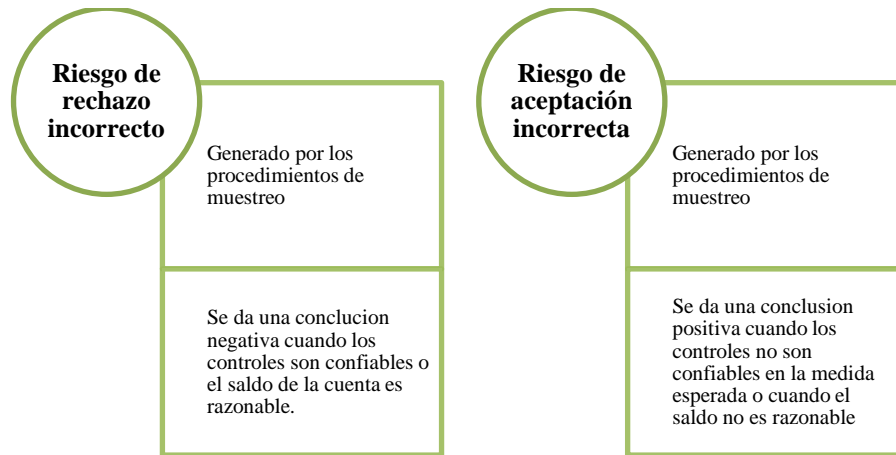 Riesgo de
rechazo
incorrecto
Generado por los
procedimientos de
muestreo
Se da una conclucion
negativa cuando los
controles son confiables o
el saldo de la cuenta es
razonable.
Riesgo de
aceptación
incorrecta
Generado por los
procedimientos de
muestreo
Se da una conclusion
positiva cuando los
controles no son
confiables en la medida
esperada o cuando el
saldo no es razonable